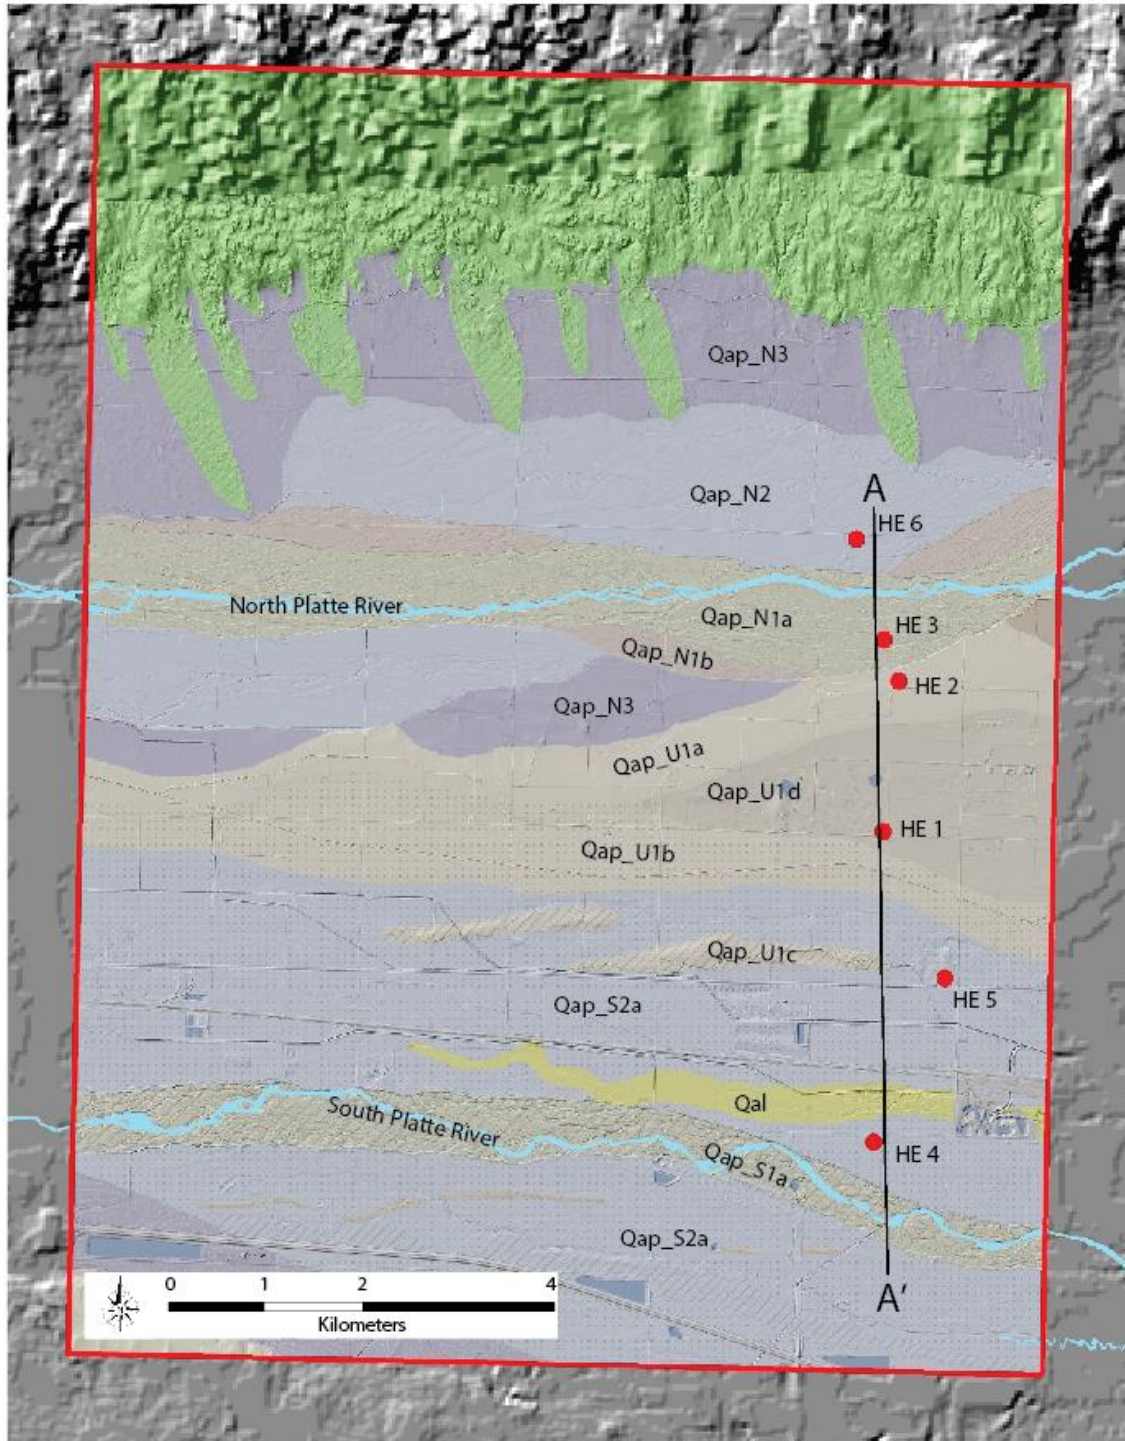 Qap_N3
Qap_N2
A
HE 6
North Platte River
Qap_N1a
HE 3
Qap_N1b
HE 2
Qap_N3
Qap_U1a
Qap_U1d
HE 1
Qap_U1b
Qap_U1c
HE 5
Qap_S2a
Qal
South Platte River
HE 4
Qap_S1a
Qap_S2a
0 1 2 4
Kilometers
A'